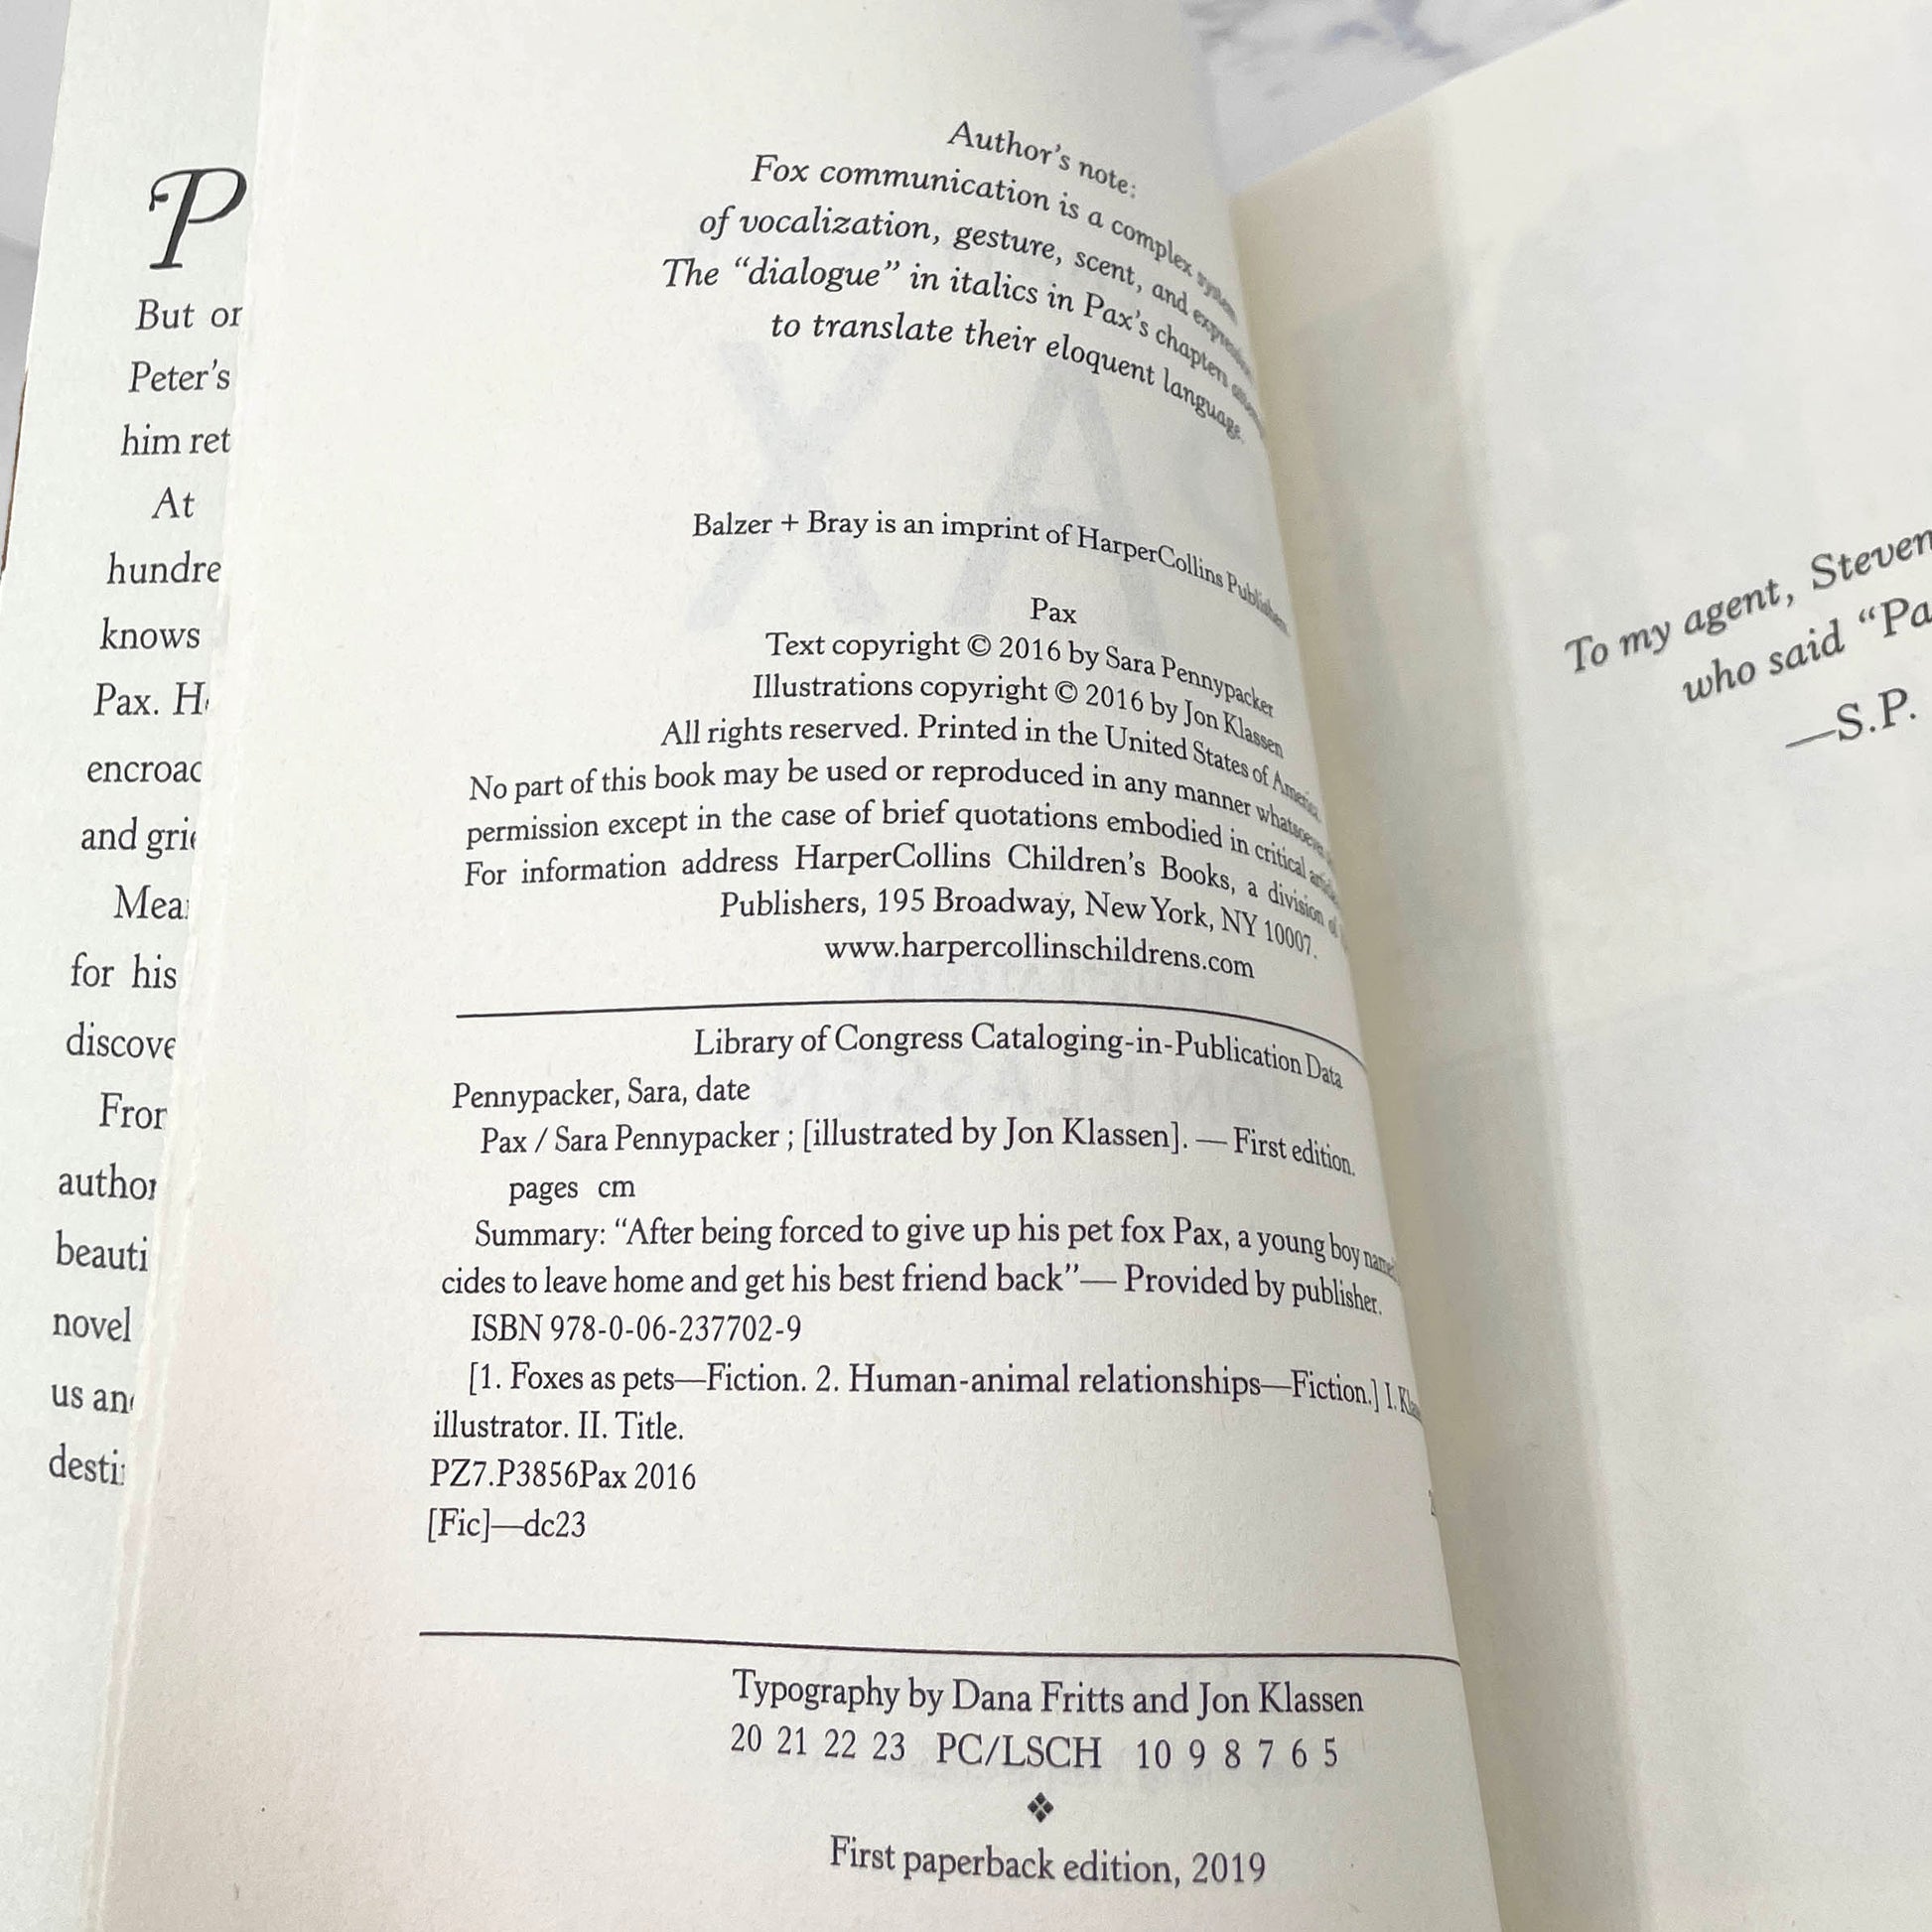 P
But or
Peter's
him ret
At
hundre
knows
Pax. H
encroac
and grie
Mea
for his
discove
From
author
beauti
novel
us and
desti
Author's note:
Fox communication is a complex system
of vocalization, gesture, scent, and expression.
The “dialogue” in italics in Pax's chapters
to translate their eloquent language.
Balzer + Bray is an imprint of HarperCollins Publishers.
Pax
Text copyright © 2016 by Sara Pennypacker
Illustrations copyright © 2016 by Jon Klassen
All rights reserved. Printed in the United States of America.
No part of this book may be used or reproduced in any manner whatsoever
permission except in the case of brief quotations embodied in critical
For information address HarperCollins Children's Books, a division of
Publishers, 195 Broadway, New York, NY 10007.
www.harpercollinschildrens.com
Library of Congress Cataloging-in-Publication Data
Pennypacker, Sara, date
Pax / Sara Pennypacker ; [illustrated by Jon Klassen]. — First edition.
pages cm
Summary: “After being forced to give up his pet fox Pax, a young boy named
cides to leave home and get his best friend back”— Provided by publisher.
ISBN 978-0-06-237702-9
[1. Foxes as pets—Fiction. 2. Human-animal relationships—Fiction.] I.
illustrator. II. Title.
PZ7.P3856Pax 2016
[Fic]—dc23
Typography by Dana Fritts and Jon Klassen
20 21 22 23 PC/LSCH 10 9 8 7 6 5
❖
First paperback edition, 2019
To my agent, Steven
who said “Pa
—S.P.